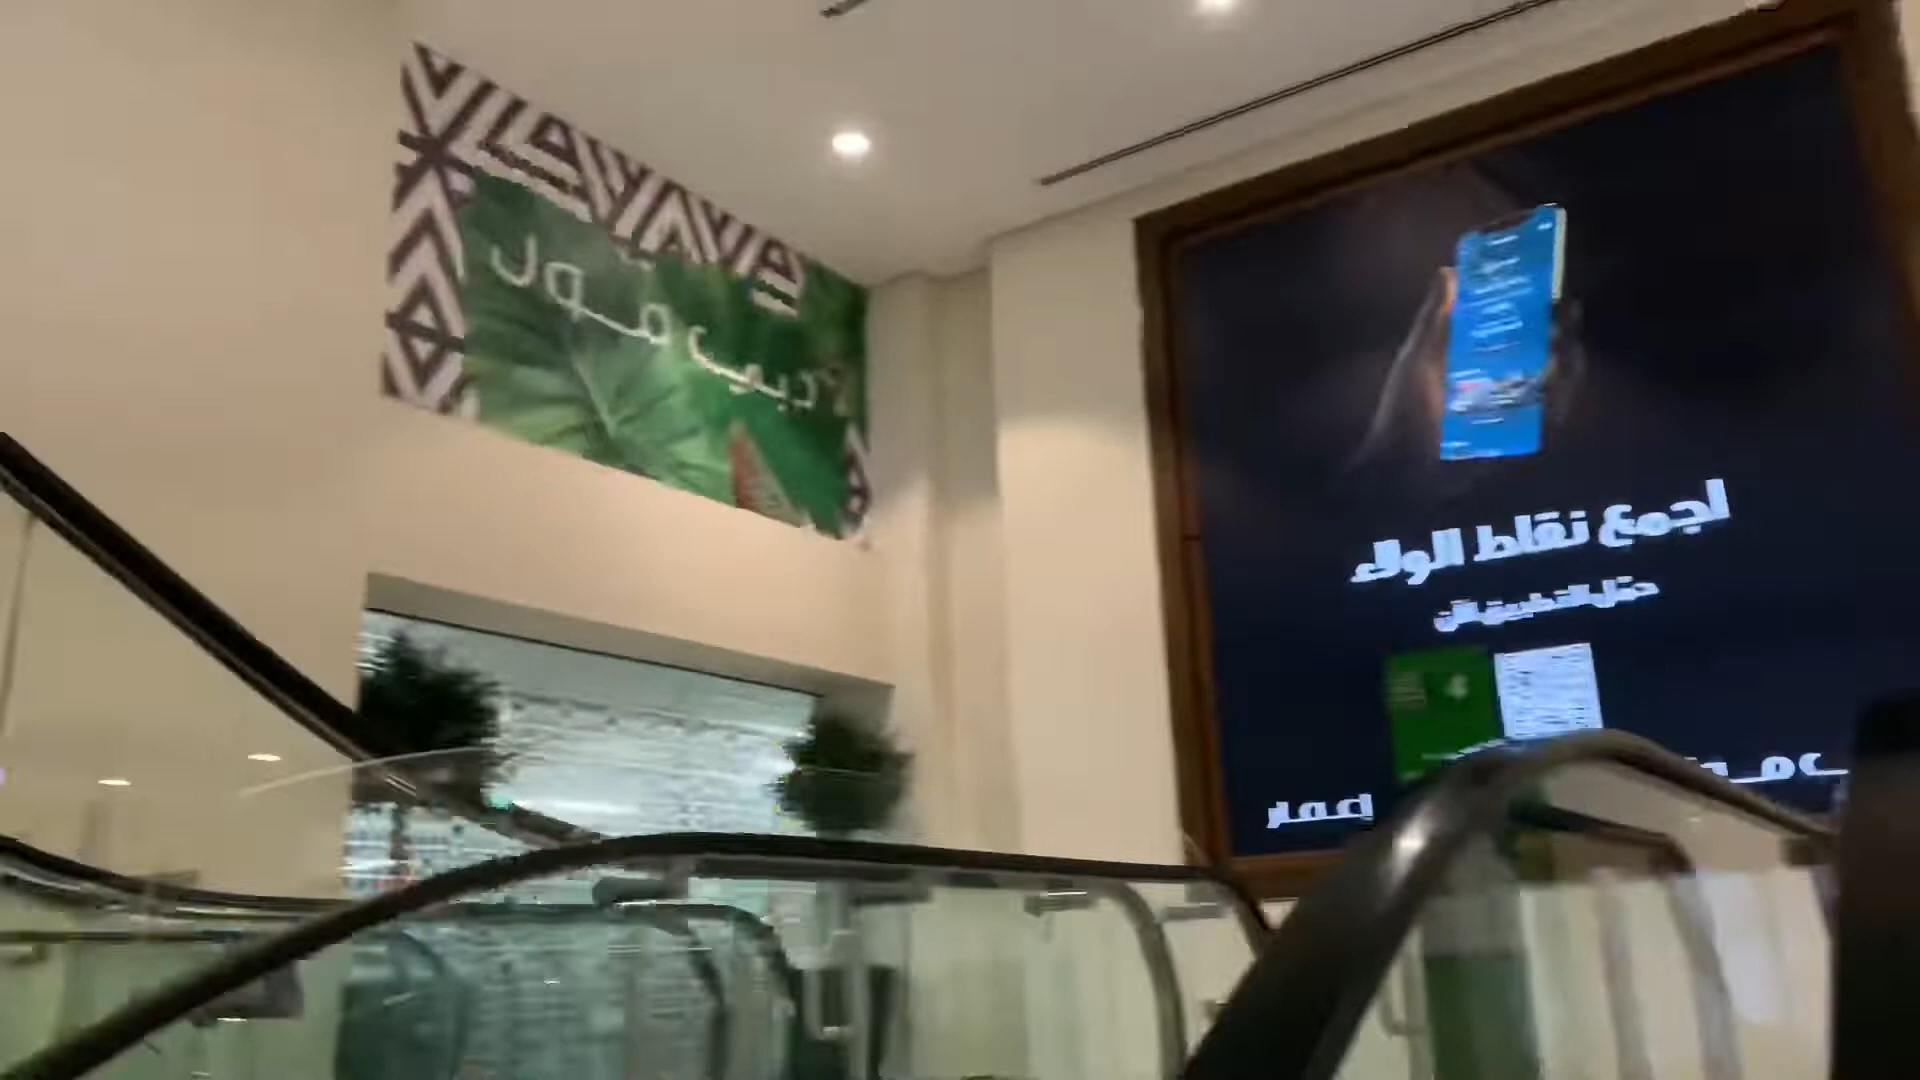 دبي مول
اجمع نقاط الولاء
حمّل التطبيق الآن
إعمار